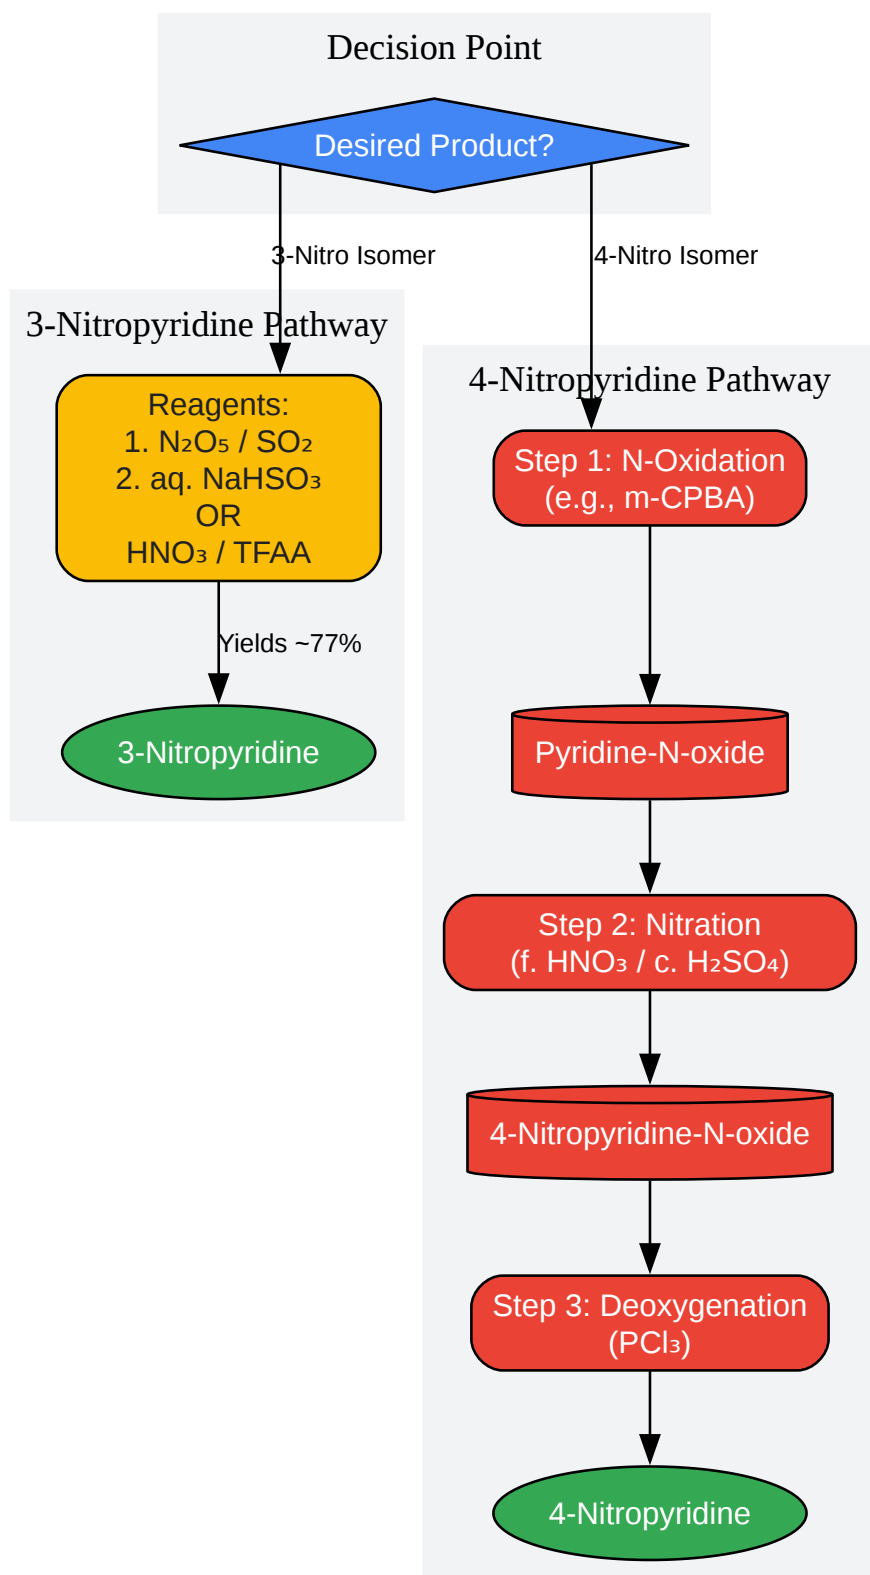 Decision Point
Desired Product?
3-Nitro Isomer
4-Nitro Isomer
3-Nitropyridine Pathway
Reagents:
1. N₂O₅ / SO₂
2. aq. NaHSO₃
OR
HNO₃ / TFAA
Yields ~77%
3-Nitropyridine
4-Nitropyridine Pathway
Step 1: N-Oxidation
(e.g., m-CPBA)
Pyridine-N-oxide
Step 2: Nitration
(f. HNO₃ / c. H₂SO₄)
4-Nitropyridine-N-oxide
Step 3: Deoxygenation
(PCl₃)
4-Nitropyridine